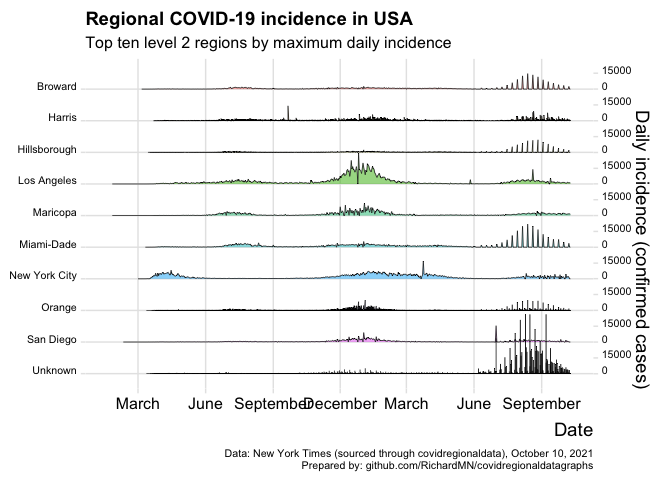 Regional COVID-19 incidence in USA
Top ten level 2 regions by maximum daily incidence
Broward
15000
0
Harris
15000
0
Hillsborough
15000
0
Los Angeles
15000
0
Maricopa
15000
0
Miami-Dade
15000
0
New York City
15000
0
Orange
15000
0
San Diego
15000
0
Unknown
15000
0
Daily incidence (confirmed cases)
March June September December March June September
Date
Data: New York Times (sourced through covidregionaldata), October 10, 2021
Prepared by: github.com/RichardMN/covidregionaldatagraphs